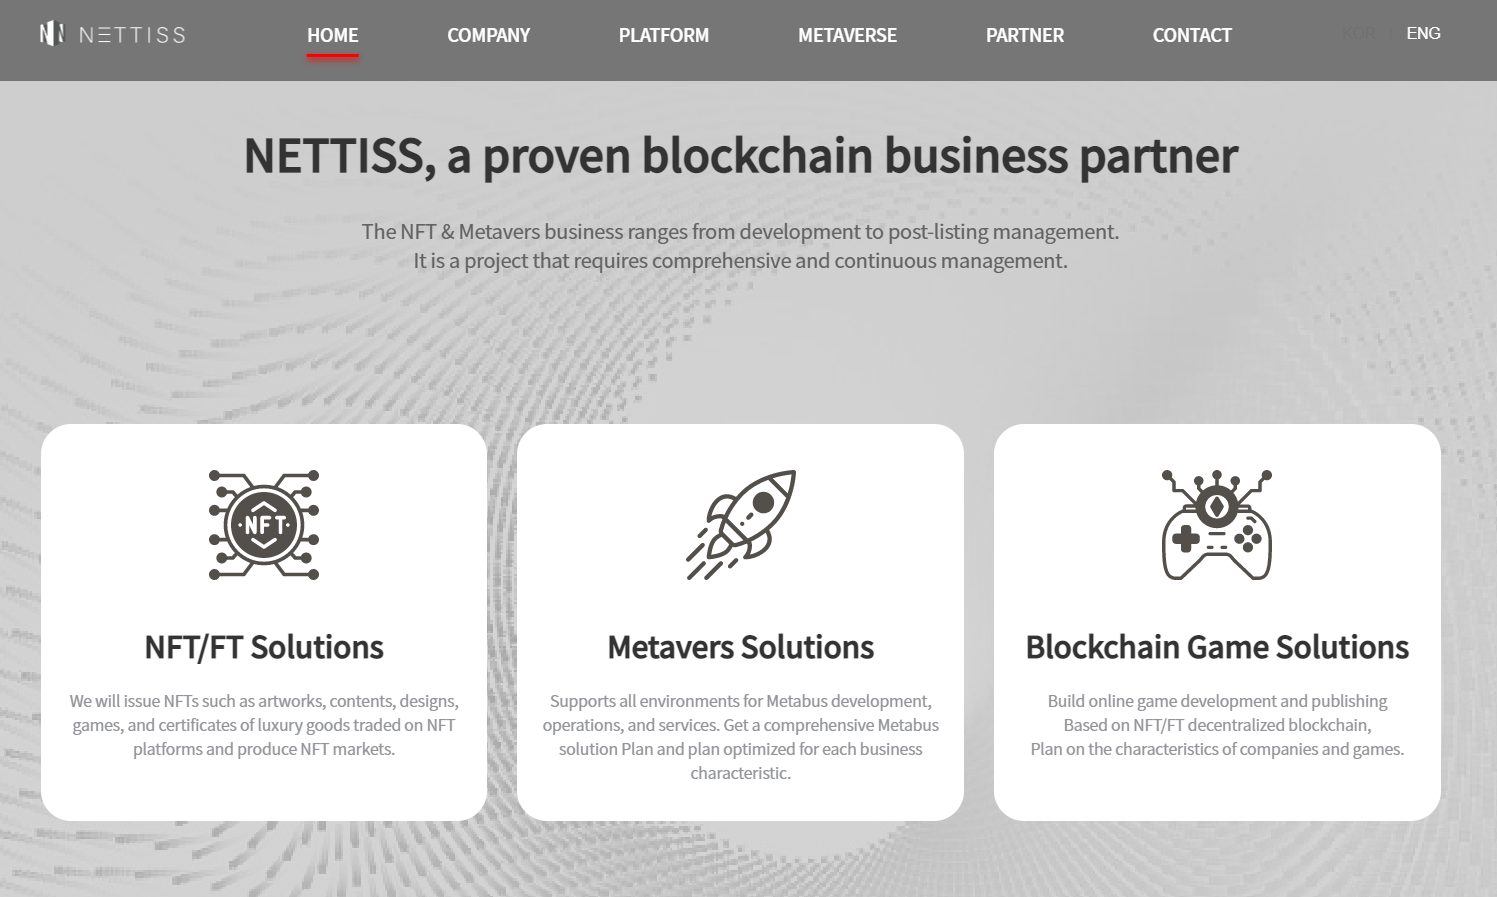 NETTISS
HOME
COMPANY
PLATFORM
METAVERSE
PARTNER
CONTACT
KOR
ENG
NETTISS, a proven blockchain business partner
The NFT & Metavers business ranges from development to post-listing management.
It is a project that requires comprehensive and continuous management.
NFT
NFT/FT Solutions
We will issue NFTs such as artworks, contents, designs,
games, and certificates of luxury goods traded on NFT
platforms and produce NFT markets.
Metavers Solutions
Supports all environments for Metabus development,
operations, and services. Get a comprehensive Metabus
solution Plan and plan optimized for each business
characteristic.
Blockchain Game Solutions
Build online game development and publishing
Based on NFT/FT decentralized blockchain,
Plan on the characteristics of companies and games.